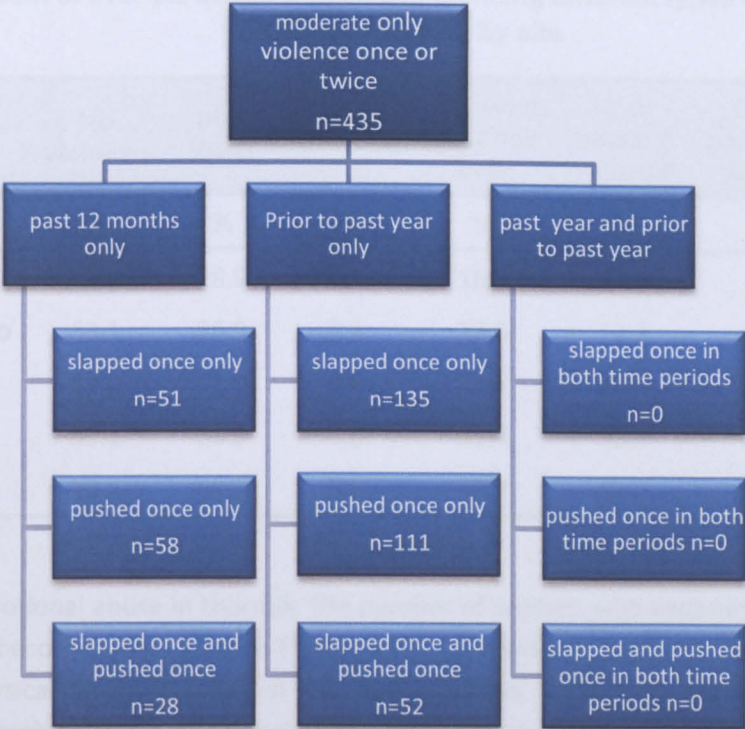 moderate only
violence once or
twice
n=435
past 12 months
only
Prior to past year
only
past year and prior
to past year
slapped once only
n=51
slapped once only
n=135
slapped once in
both time periods
n=0
pushed once only
n=58
pushed once only
n=111
pushed once in both
time periods n=0
slapped once and
pushed once
n=28
slapped once and
pushed once
n=52
slapped and pushed
once in both time
periods n=0